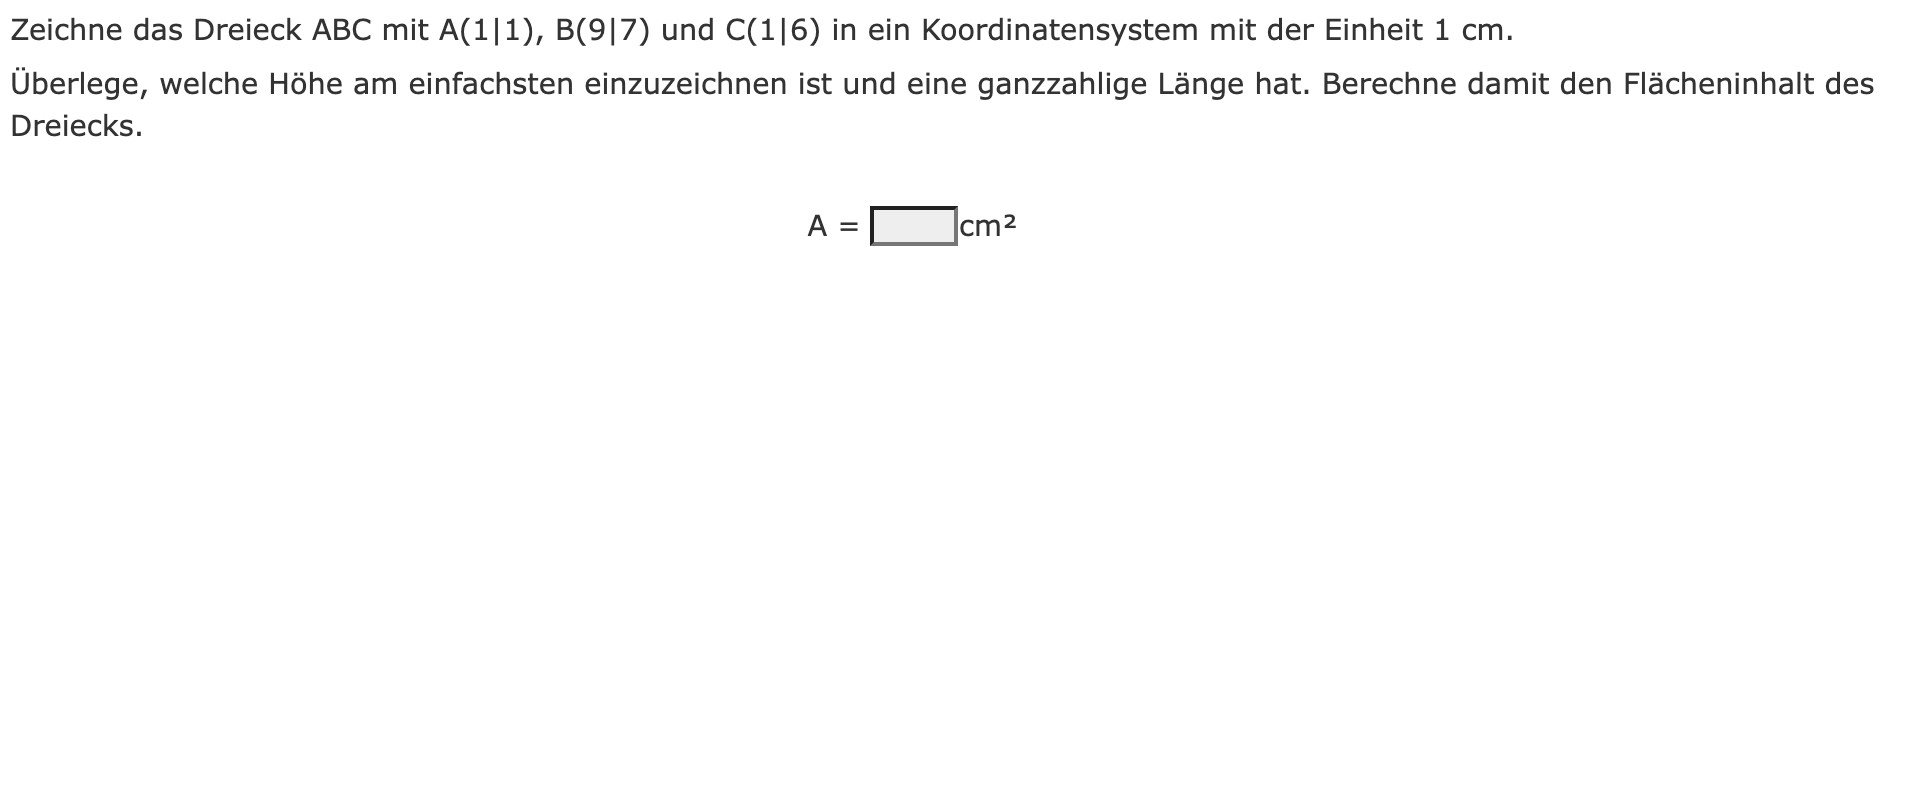 Zeichne das Dreieck ABC mit A(1|1), B(9|7) und C(1|6) in ein Koordinatensystem mit der Einheit 1 cm.
Überlege, welche Höhe am einfachsten einzuzeichnen ist und eine ganzzahlige Länge hat. Berechne damit den Flächeninhalt des
Dreiecks.
A = cm²